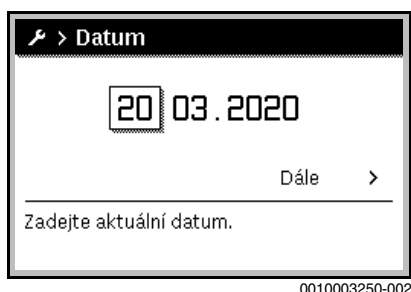 > Datum
20 03.2020
Dále >
Zadejte aktuální datum.
0010003250-002